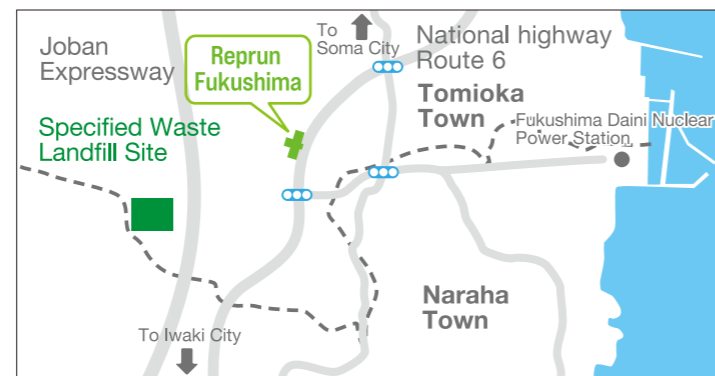 Joban
Expressway
Reprun
Fukushima
To
Soma City
National highway
Route 6
Tomioka
Town
Fukushima Daini Nuclear
Power Station
Specified Waste
Landfill Site
Naraha
Town
To Iwaki City